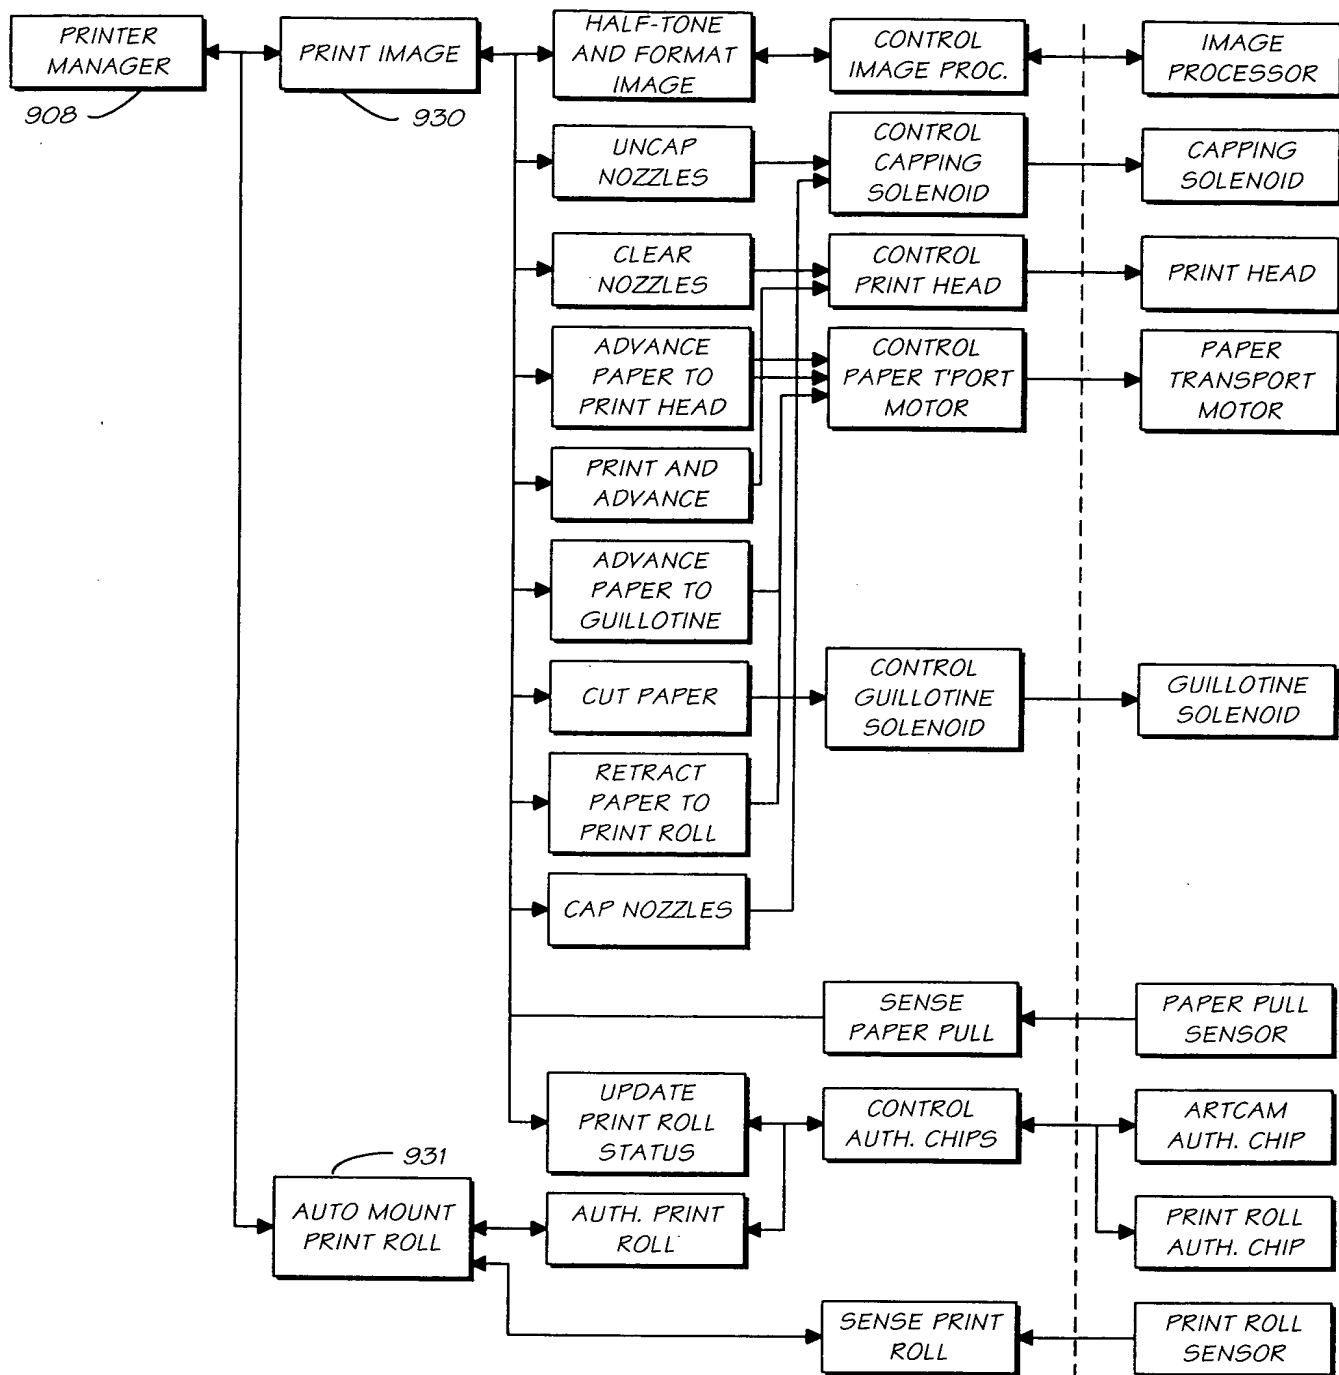 PRINTER
MANAGER
908
PRINT IMAGE
930
HALF-TONE
AND FORMAT
IMAGE
CONTROL
IMAGE PROC.
IMAGE
PROCESSOR
UNCAP
NOZZLES
CONTROL
CAPPING
SOLENOID
CAPPING
SOLENOID
CLEAR
NOZZLES
CONTROL
PRINT HEAD
PRINT HEAD
ADVANCE
PAPER TO
PRINT HEAD
CONTROL
PAPER T'PORT
MOTOR
PAPER
TRANSPORT
MOTOR
PRINT AND
ADVANCE
ADVANCE
PAPER TO
GUILLOTINE
CUT PAPER
CONTROL
GUILLOTINE
SOLENOID
GUILLOTINE
SOLENOID
RETRACT
PAPER TO
PRINT ROLL
CAP NOZZLES
SENSE
PAPER PULL
PAPER PULL
SENSOR
UPDATE
PRINT ROLL
STATUS
CONTROL
AUTH. CHIPS
ARTCAM
AUTH. CHIP
931
AUTO MOUNT
PRINT ROLL
AUTH. PRINT
ROLL
PRINT ROLL
AUTH. CHIP
SENSE PRINT
ROLL
PRINT ROLL
SENSOR